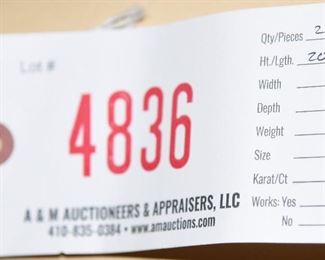 Lot #
4836
A & M AUCTIONEERS & APPRAISERS, LLC
410-835-0384 • www.amauctions.com
Qty/Pieces 2
Ht./Lgth.
Width
Depth
Weight
Size
Karat/Ct
Works: Yes
No